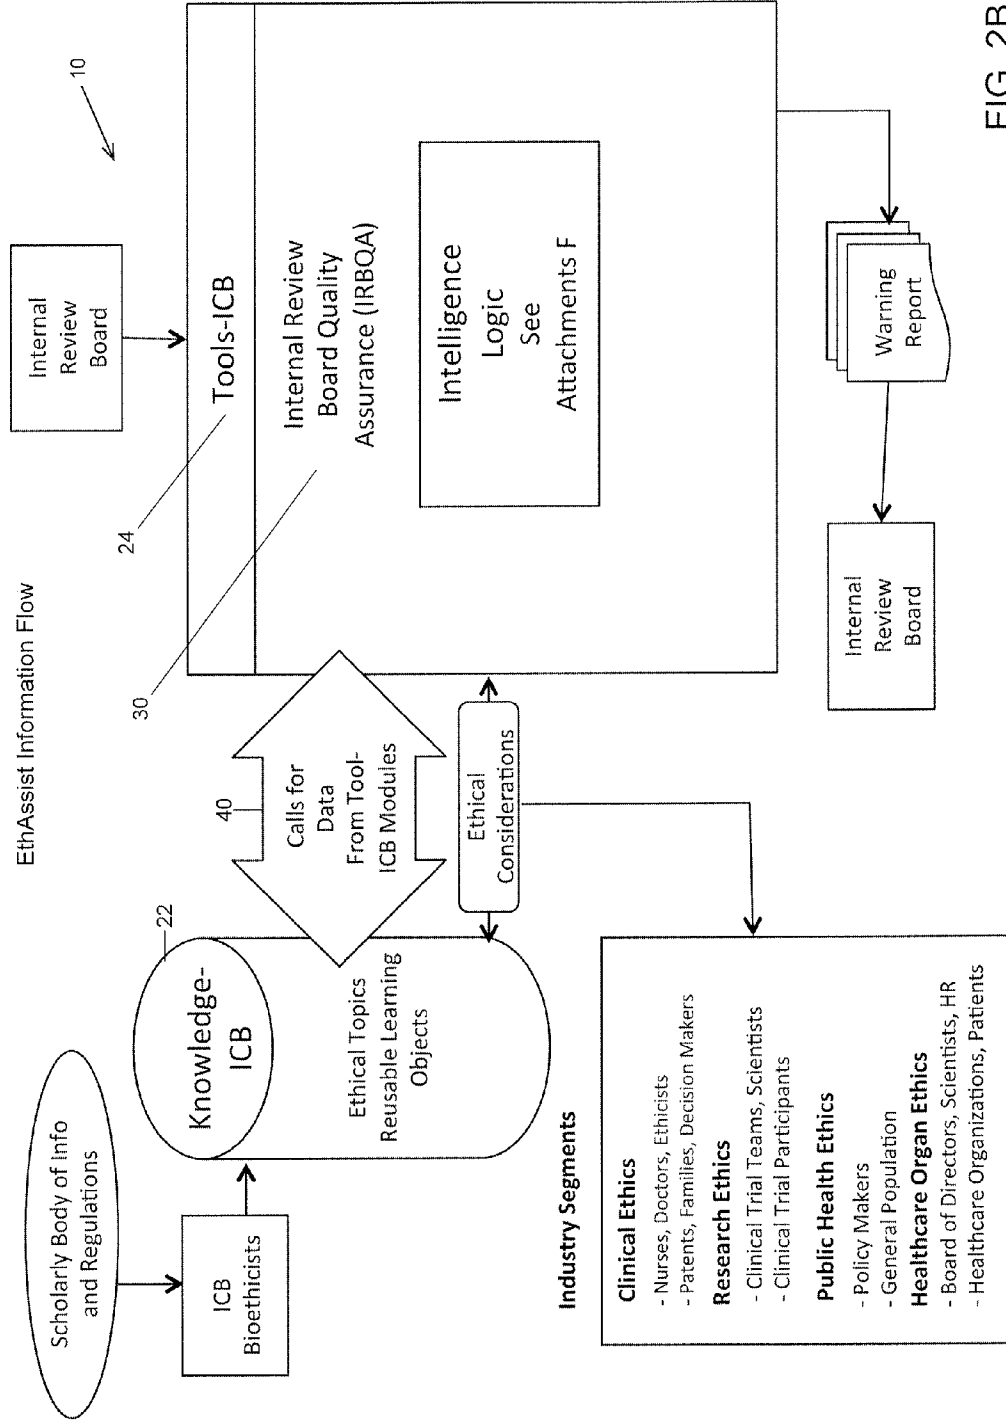 EthAssist Information Flow
10
Scholarly Body of Info
and Regulations
ICB
Bioethicists
Knowledge-
ICB
22
Ethical Topics
Reusable Learning
Objects
40
Calls for
Data
From Tool-
ICB Modules
Ethical
Considerations
Internal
Review
Board
24
Tools-ICB
30
Internal Review
Board Quality
Assurance (IRBQA)
Intelligence
Logic
See
Attachments F
Warning
Report
Internal
Review
Board
Industry Segments
Clinical Ethics
- Nurses, Doctors, Ethicists
- Patents, Families, Decision Makers
Research Ethics
- Clinical Trial Teams, Scientists
- Clinical Trial Participants
Public Health Ethics
- Policy Makers
- General Population
Healthcare Organ Ethics
- Board of Directors, Scientists, HR
- Healthcare Organizations, Patients
FIG. 2B